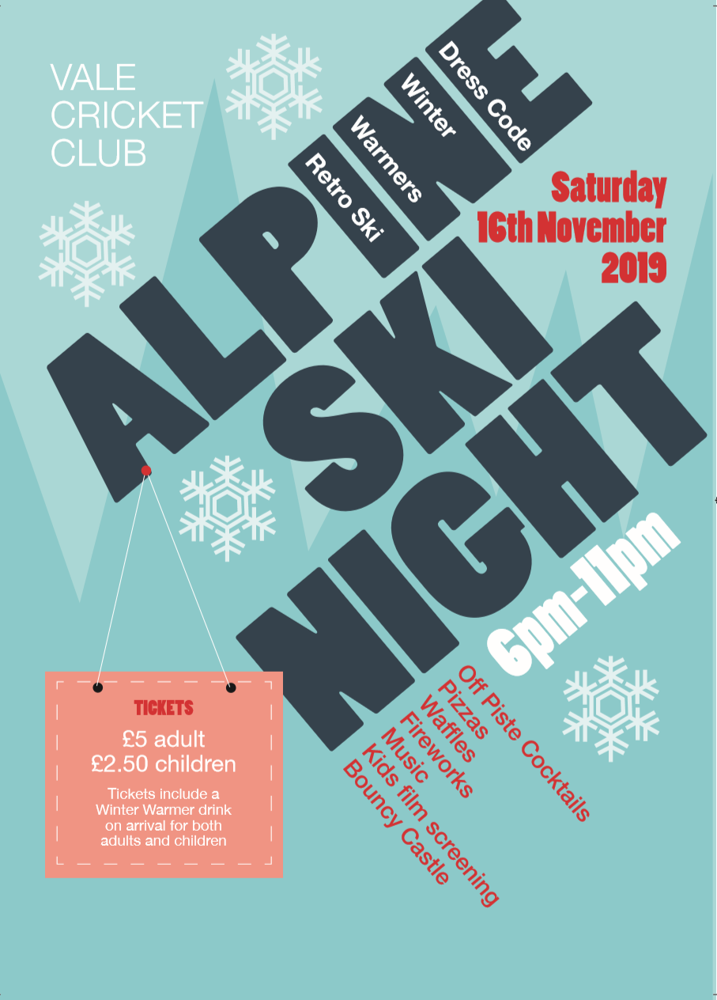 VALE
CRICKET
CLUB
ALPINE
Dress Code
Winter
Warmers
Retro Ski
SKI
NIGHT
Saturday
16th November
2019
6pm-11pm
Off Piste Cocktails
Pizzas
Waffles
Fireworks
Music
Kids film screening
Bouncy Castle
TICKETS
£5 adult
£2.50 children
Tickets include a
Winter Warmer drink
on arrival for both
adults and children